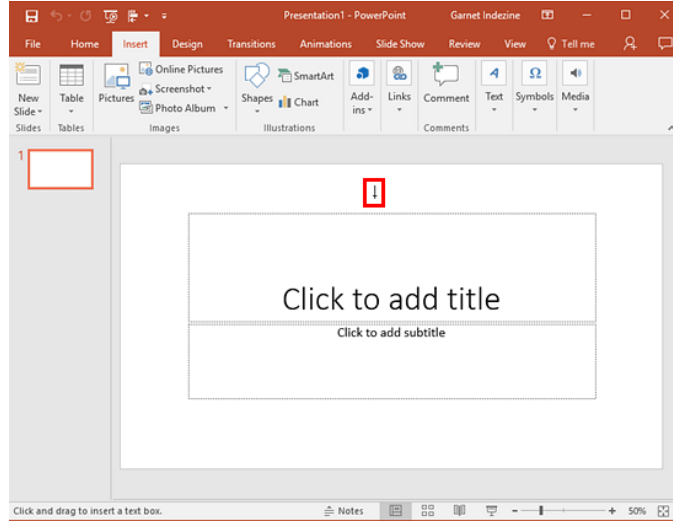 Presentation1 - PowerPoint
Garnet Indezine
File Home Insert Design Transitions Animations Slide Show Review View Tell me
New Slide
Table
Pictures
Online Pictures
Screenshot
Photo Album
Shapes
SmartArt
Chart
Add-ins
Links
Comment
Text
Symbols
Media
Slides Tables Images Illustrations Comments
1
Click to add title
Click to add subtitle
Click and drag to insert a text box.
Notes
50%